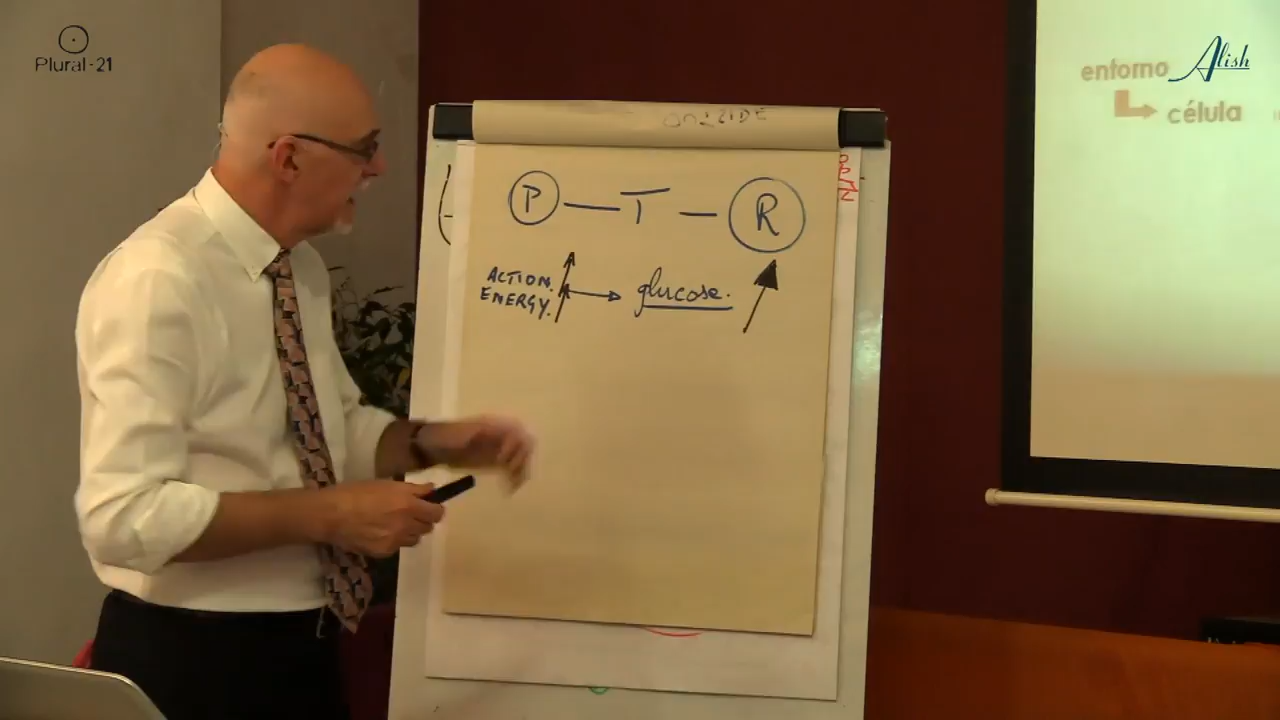 Plural-21
Alish
entorno
célula
P — T — R
ACTION.
ENERGY.
glucose.